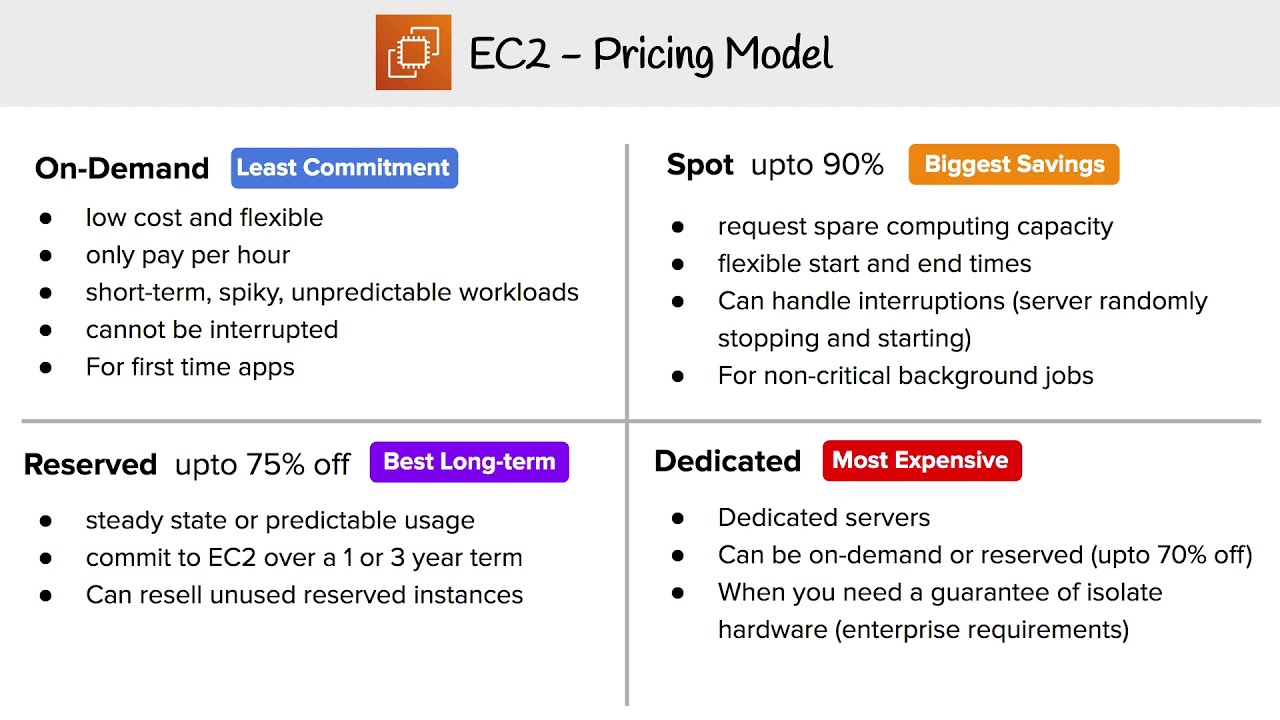 EC2 – Pricing Model
On-Demand Least Commitment
● low cost and flexible
● only pay per hour
● short-term, spiky, unpredictable workloads
● cannot be interrupted
● For first time apps
Spot upto 90% Biggest Savings
● request spare computing capacity
● flexible start and end times
● Can handle interruptions (server randomly
stopping and starting)
● For non-critical background jobs
Reserved upto 75% off Best Long-term
● steady state or predictable usage
● commit to EC2 over a 1 or 3 year term
● Can resell unused reserved instances
Dedicated Most Expensive
● Dedicated servers
● Can be on-demand or reserved (upto 70% off)
● When you need a guarantee of isolate
hardware (enterprise requirements)